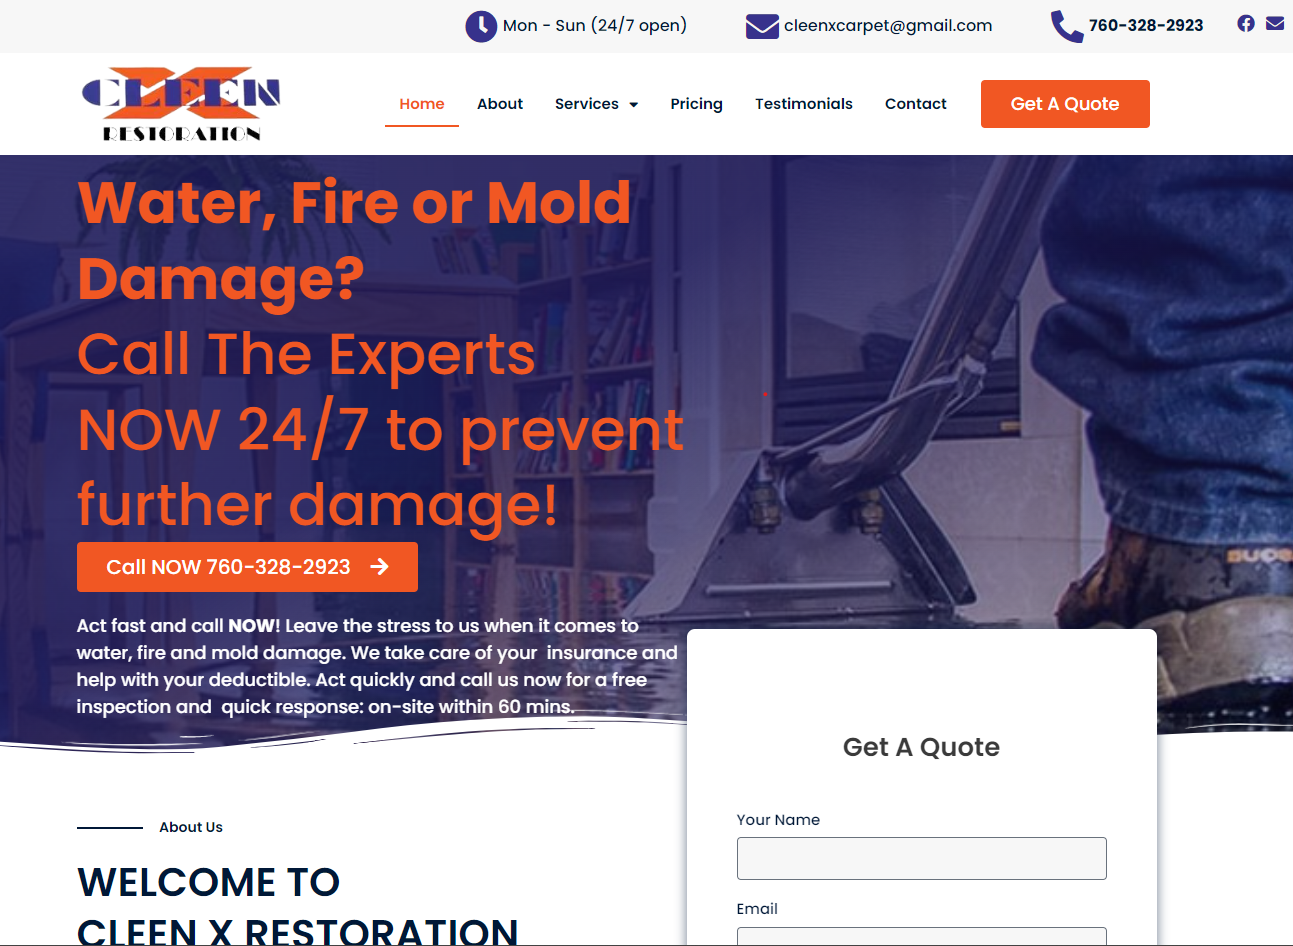 Mon - Sun (24/7 open)
cleenxcarpet@gmail.com
760-328-2923
CLEEN
RESTORATION
Home
About
Services
Pricing
Testimonials
Contact
Get A Quote
Water, Fire or Mold
Damage?
Call The Experts
NOW 24/7 to prevent
further damage!
Call NOW 760-328-2923
Act fast and call NOW! Leave the stress to us when it comes to
water, fire and mold damage. We take care of your  insurance and
help with your deductible. Act quickly and call us now for a free
inspection and  quick response: on-site within 60 mins.
Get A Quote
Your Name
Email
About Us
WELCOME TO
CLEEN X RESTORATION